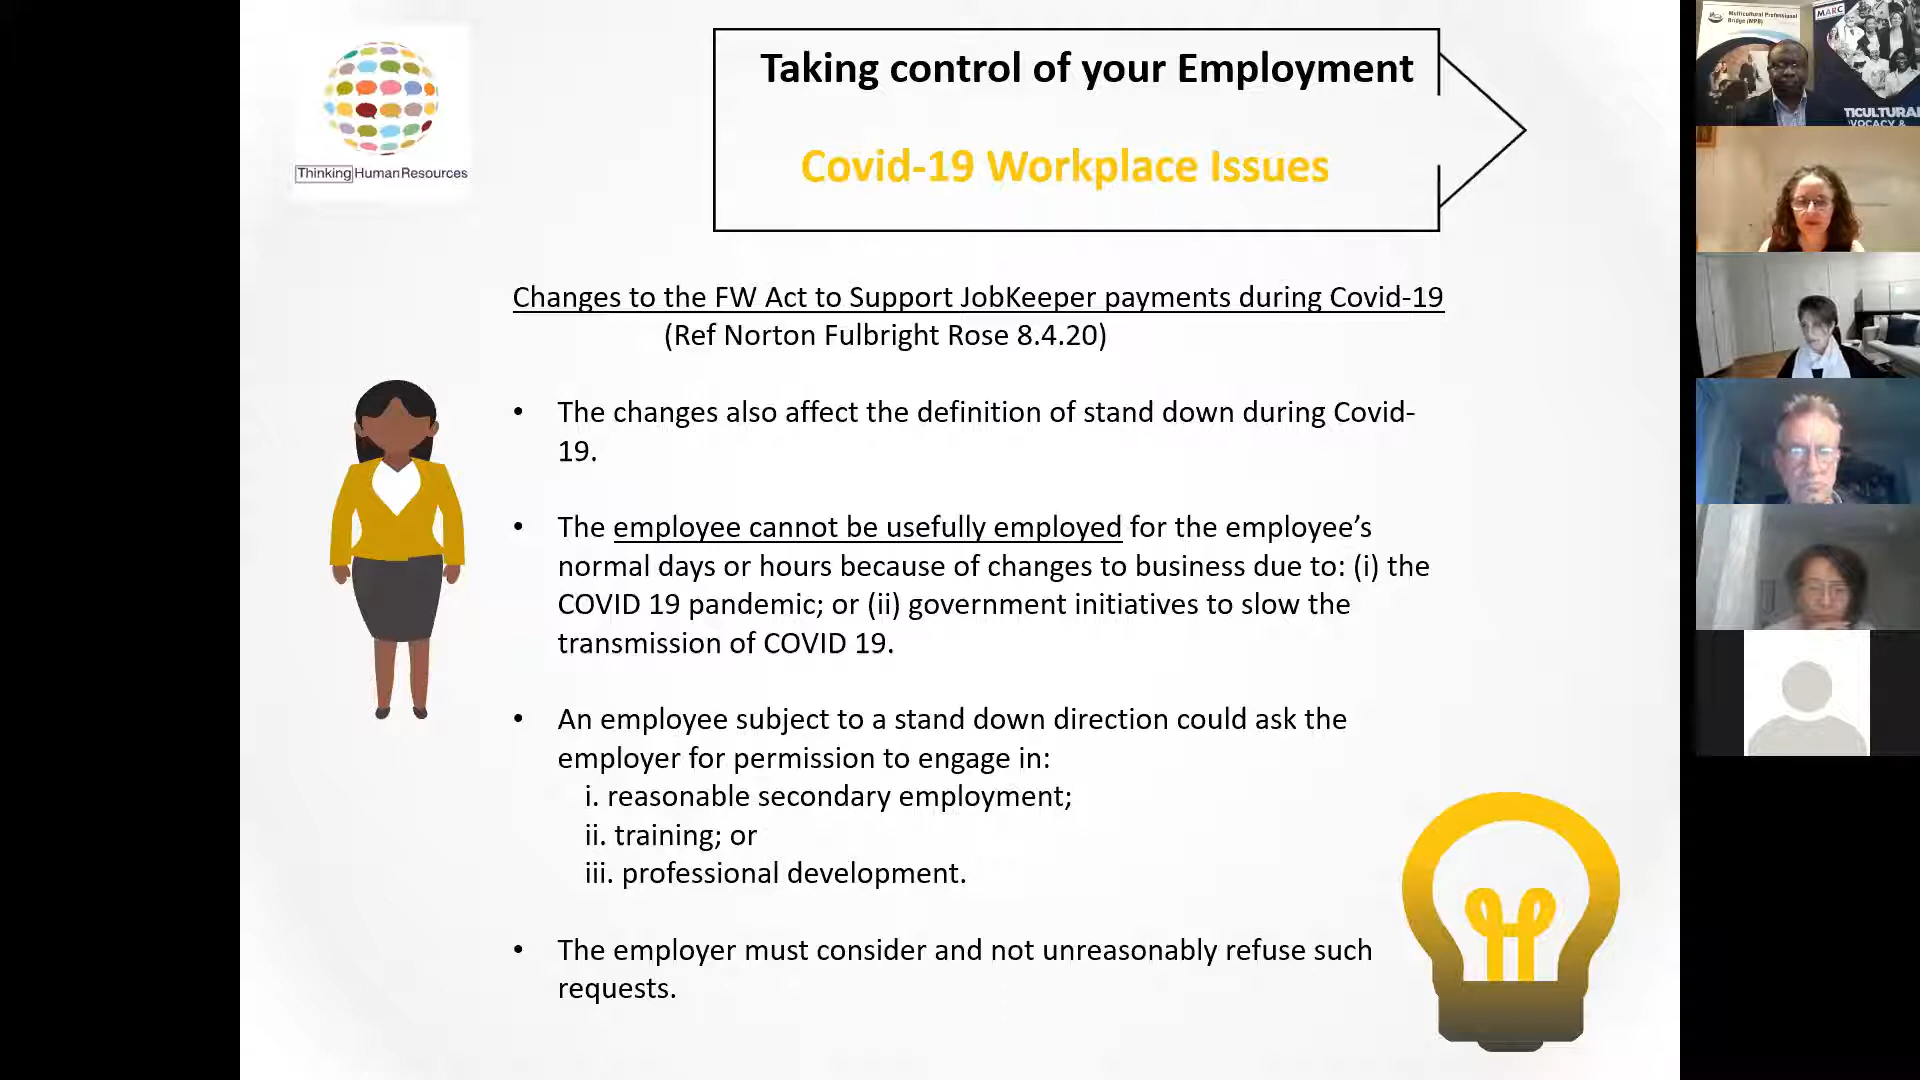 Thinking Human Resources
Taking control of your Employment
Covid-19 Workplace Issues
Changes to the FW Act to Support JobKeeper payments during Covid-19
(Ref Norton Fulbright Rose 8.4.20)
• The changes also affect the definition of stand down during Covid-
19.
• The employee cannot be usefully employed for the employee’s
normal days or hours because of changes to business due to: (i) the
COVID 19 pandemic; or (ii) government initiatives to slow the
transmission of COVID 19.
• An employee subject to a stand down direction could ask the
employer for permission to engage in:
i. reasonable secondary employment;
ii. training; or
iii. professional development.
• The employer must consider and not unreasonably refuse such
requests.
Multicultural Professional
Bridge (MPB)
MARC
TICULTURAL
VOCACY &